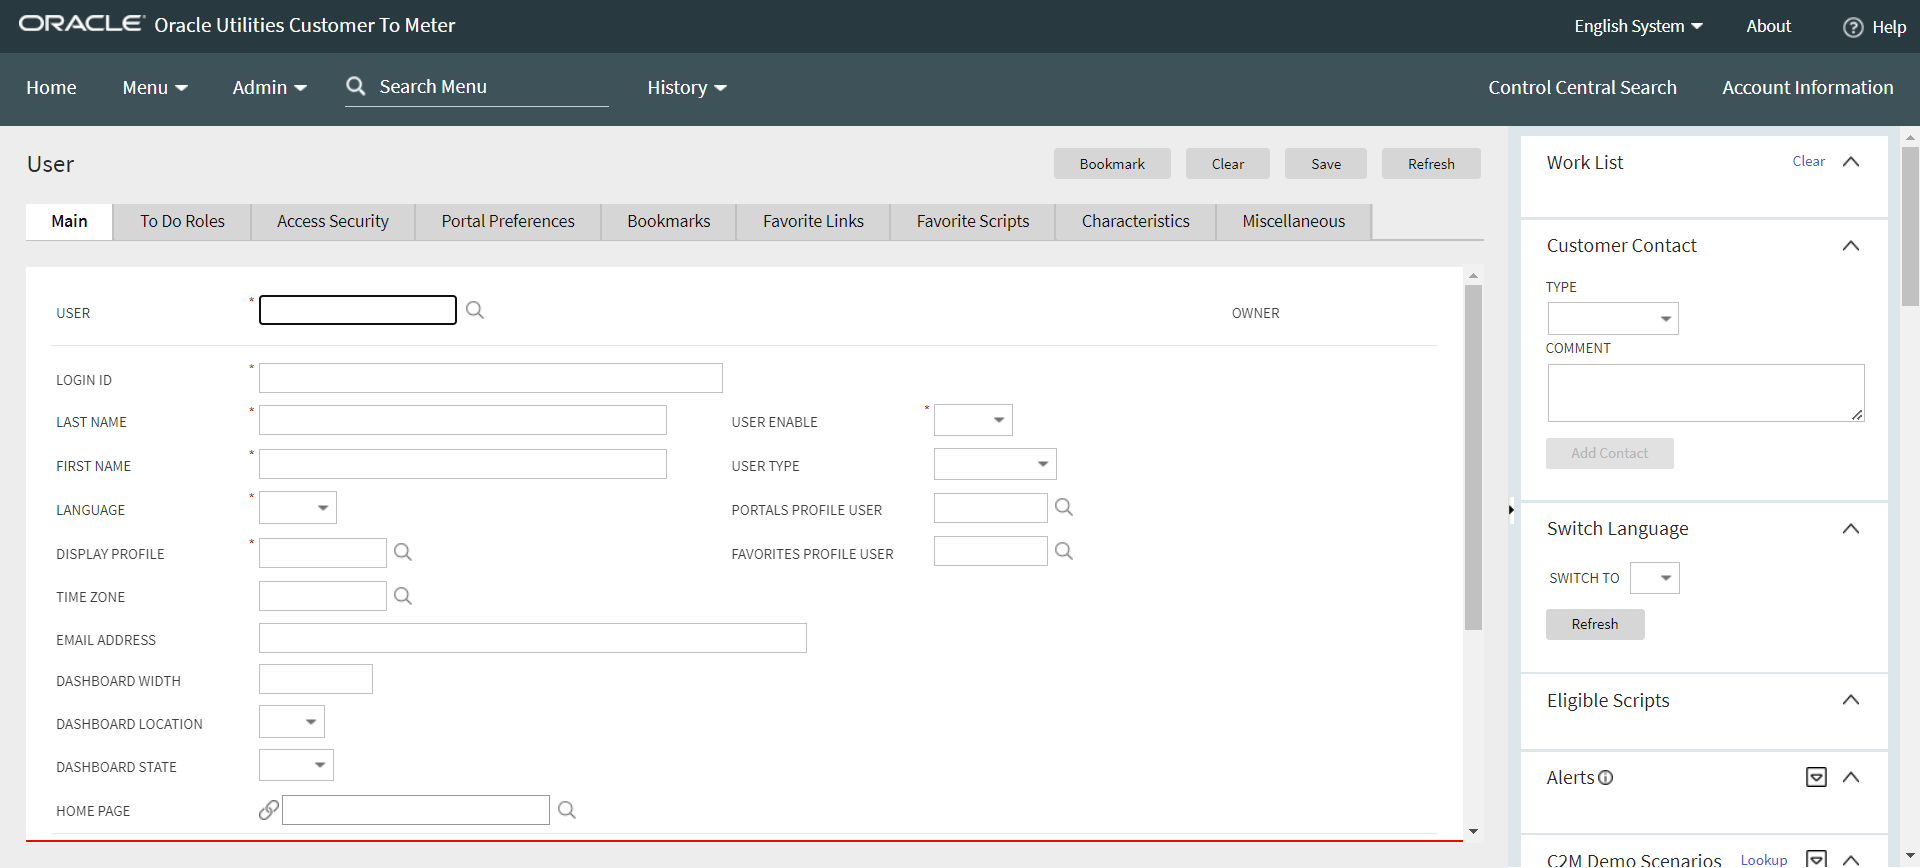 ORACLE Oracle Utilities Customer To Meter
English System About Help
Home Menu Admin Search Menu History Control Central Search Account Information
User
Bookmark Clear Save Refresh
Main To Do Roles Access Security Portal Preferences Bookmarks Favorite Links Favorite Scripts Characteristics Miscellaneous
USER * OWNER
LOGIN ID *
LAST NAME * USER ENABLE *
FIRST NAME * USER TYPE
LANGUAGE * PORTALS PROFILE USER
DISPLAY PROFILE * FAVORITES PROFILE USER
TIME ZONE
EMAIL ADDRESS
DASHBOARD WIDTH
DASHBOARD LOCATION
DASHBOARD STATE
HOME PAGE
Work List Clear
Customer Contact
TYPE
COMMENT
Add Contact
Switch Language
SWITCH TO
Refresh
Eligible Scripts
Alerts
C2M Demo Scenarios Lookup